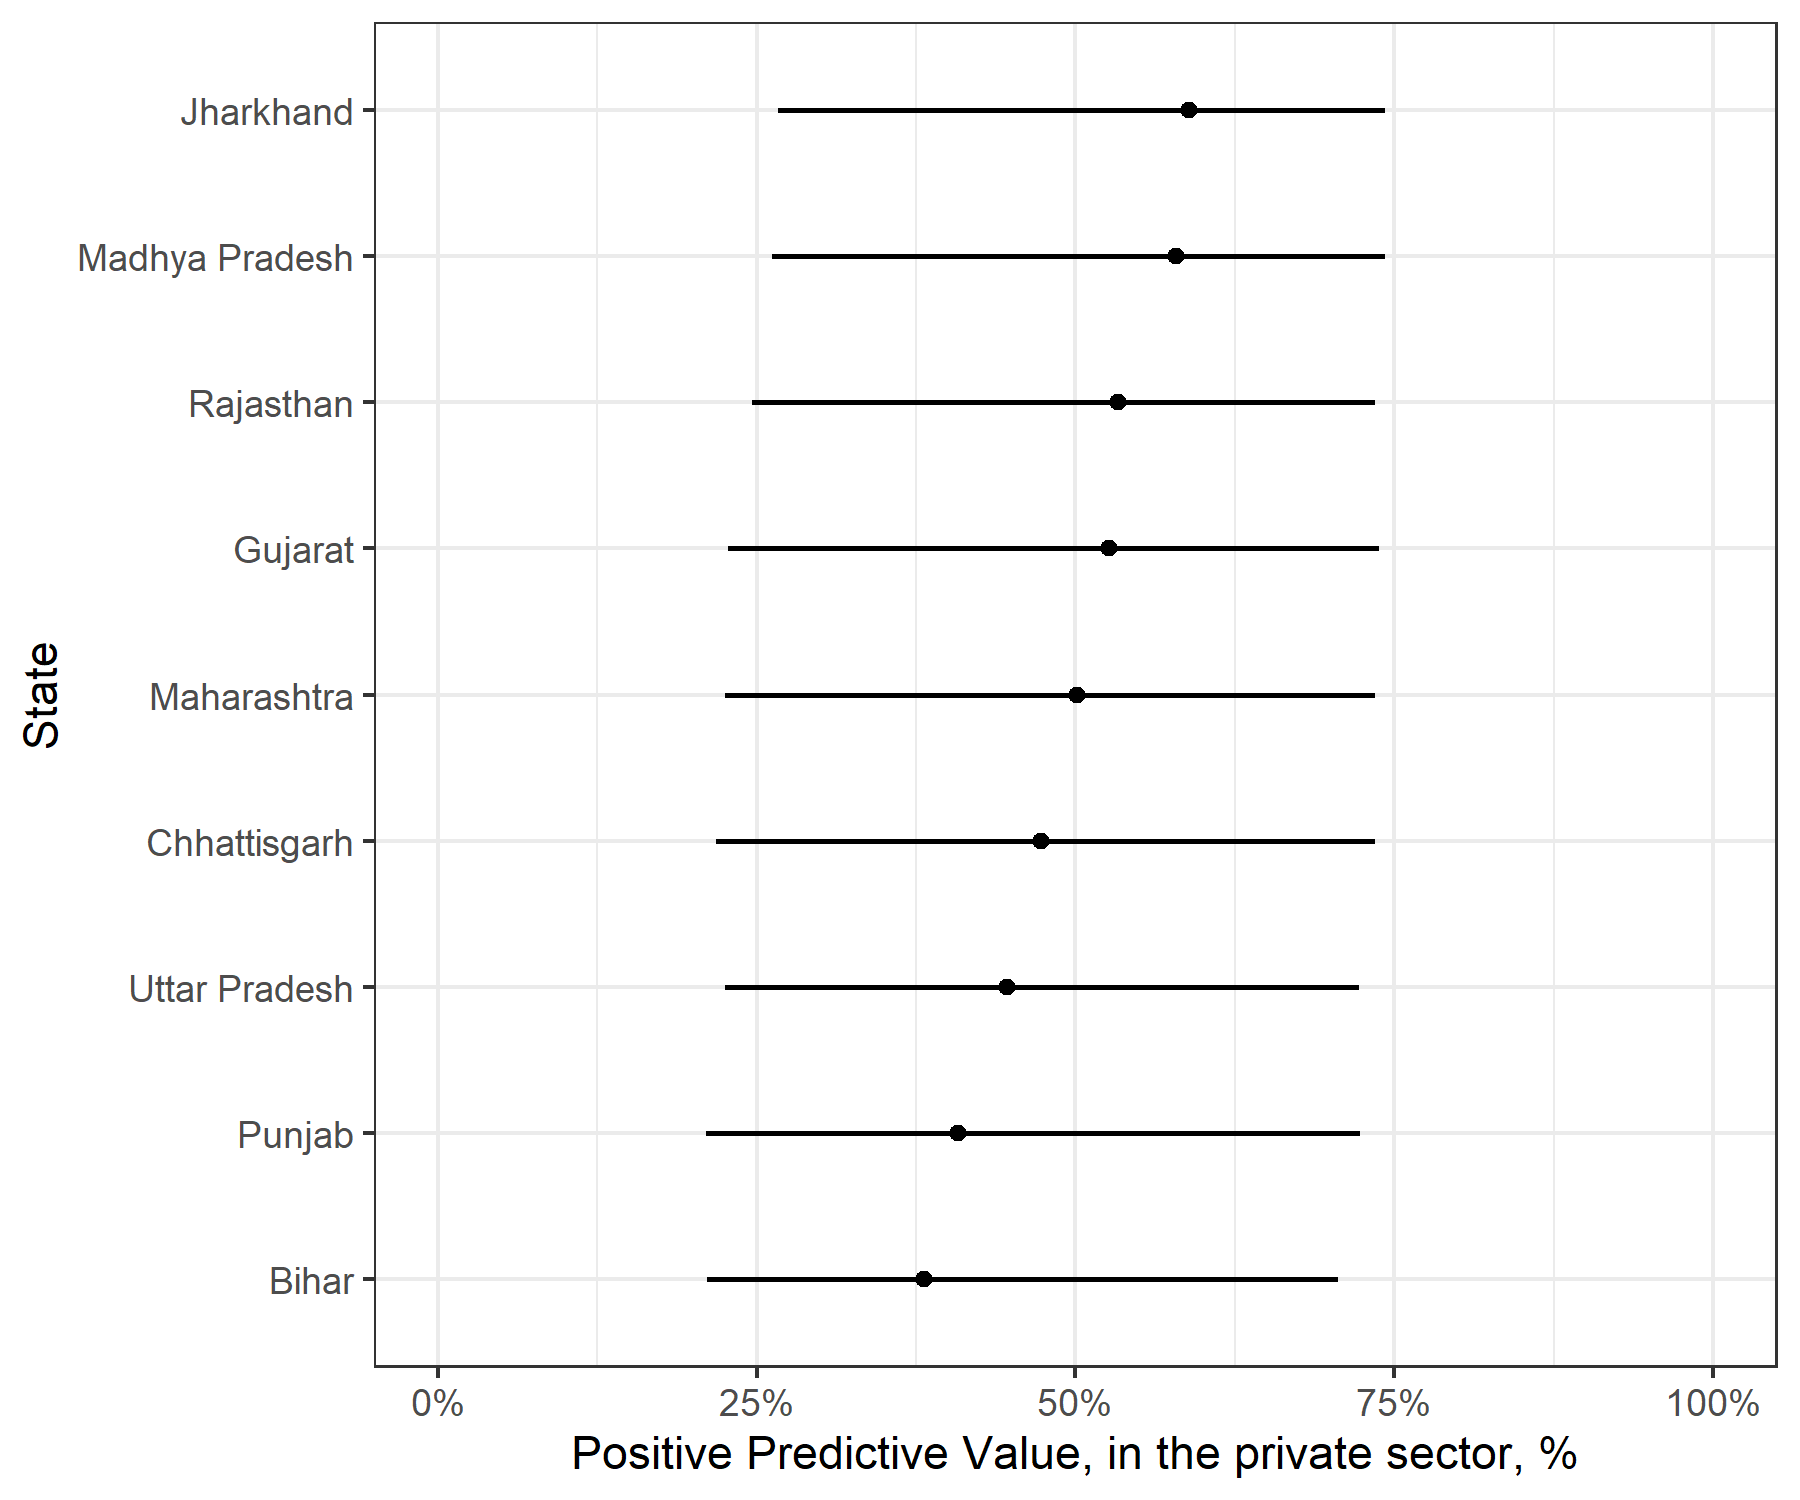 Jharkhand
Madhya Pradesh
Rajasthan
Gujarat
Maharashtra
Chhattisgarh
Uttar Pradesh
Punjab
Bihar
State
0% 25% 50% 75% 100%
Positive Predictive Value, in the private sector, %